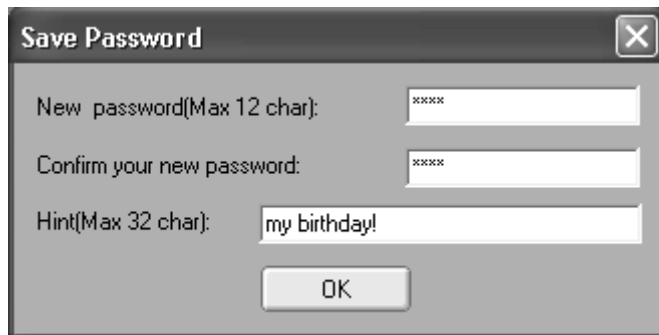 Save Password
New  password(Max 12 char): ****
Confirm your new password: ****
Hint(Max 32 char): my birthday!
OK